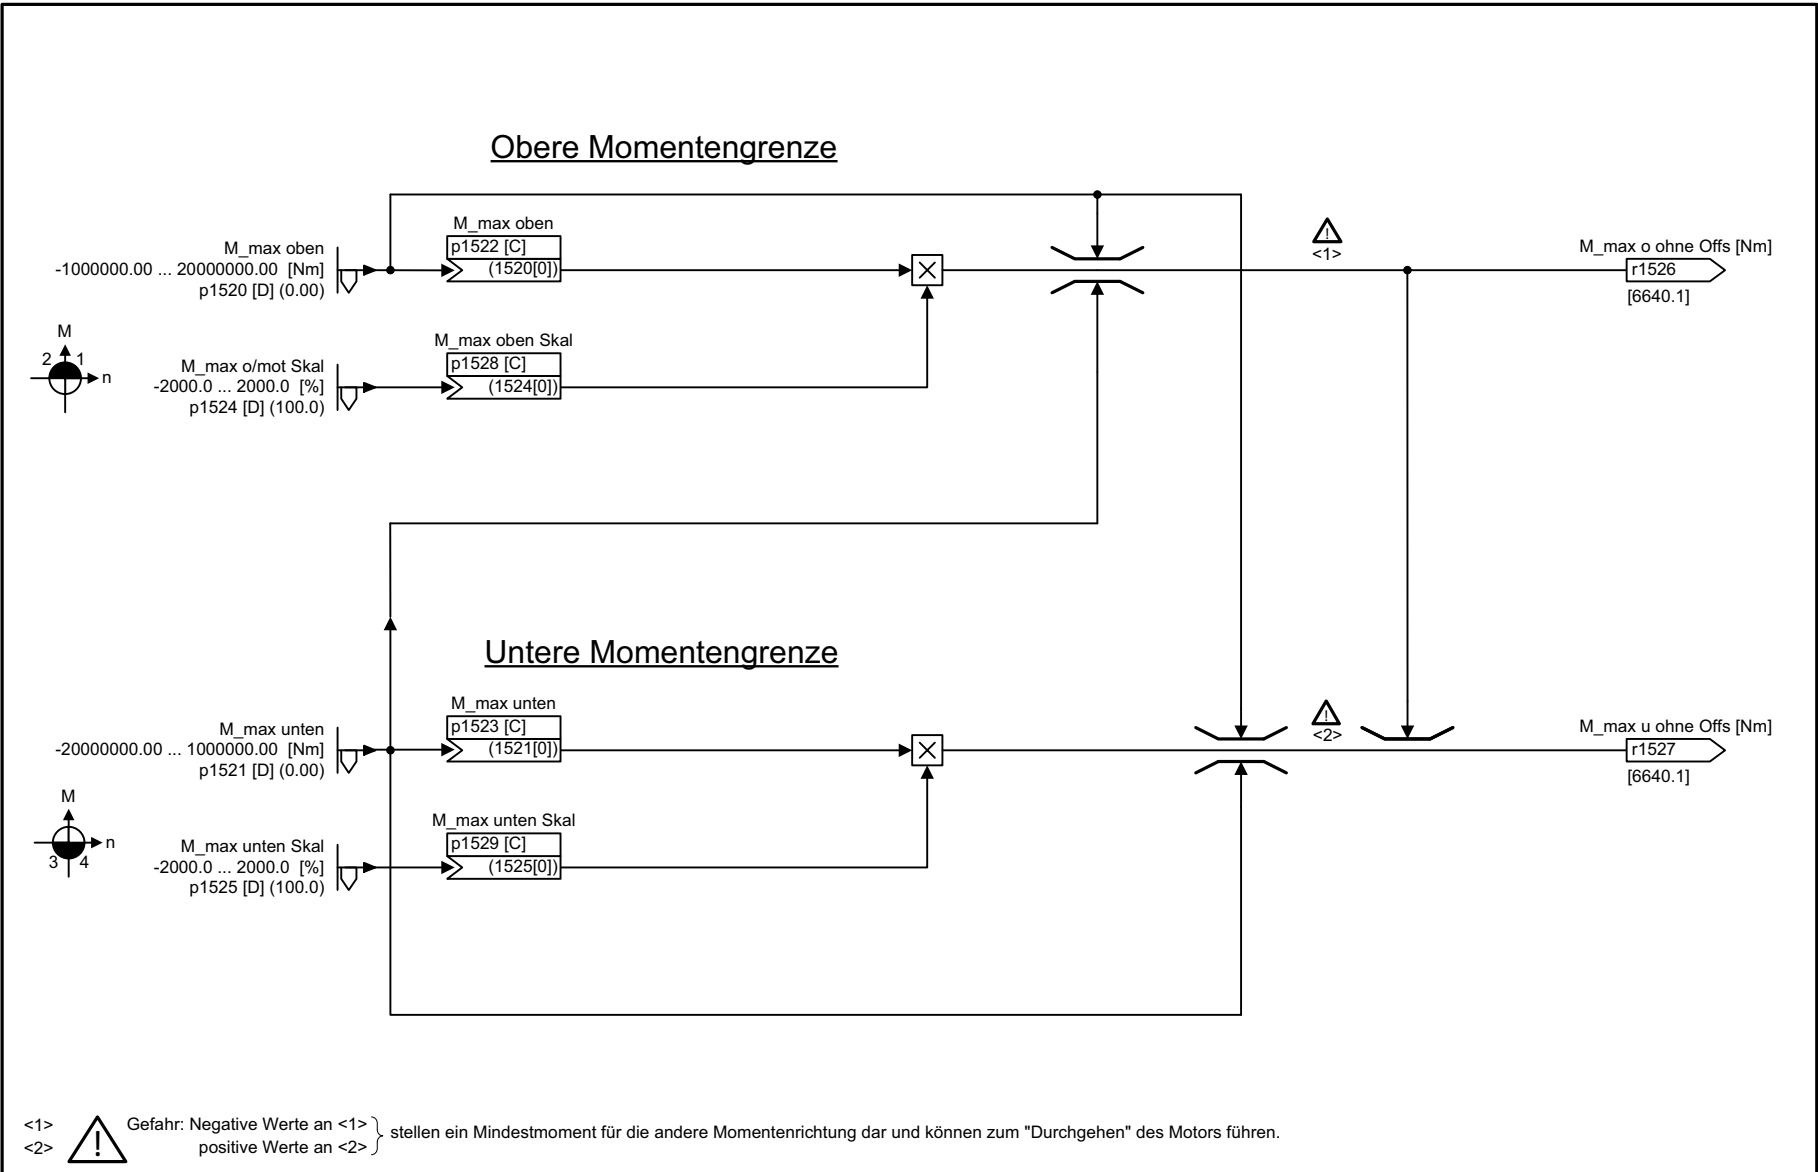 Obere Momentengrenze
M_max oben
-1000000.00 ... 20000000.00 [Nm]
p1520 [D] (0.00)
M_max oben
p1522 [C]
(1520[0])
<1>
M_max o ohne Offs [Nm]
r1526
[6640.1]
M
2 1
n
M_max o/mot Skal
-2000.0 ... 2000.0 [%]
p1524 [D] (100.0)
M_max oben Skal
p1528 [C]
(1524[0])
Untere Momentengrenze
M_max unten
-20000000.00 ... 1000000.00 [Nm]
p1521 [D] (0.00)
M_max unten
p1523 [C]
(1521[0])
<2>
M_max u ohne Offs [Nm]
r1527
[6640.1]
M
n
3 4
M_max unten Skal
-2000.0 ... 2000.0 [%]
p1525 [D] (100.0)
M_max unten Skal
p1529 [C]
(1525[0])
<1>
<2>
Gefahr: Negative Werte an <1>
positive Werte an <2>
stellen ein Mindestmoment für die andere Momentenrichtung dar und können zum "Durchgehen" des Motors führen.